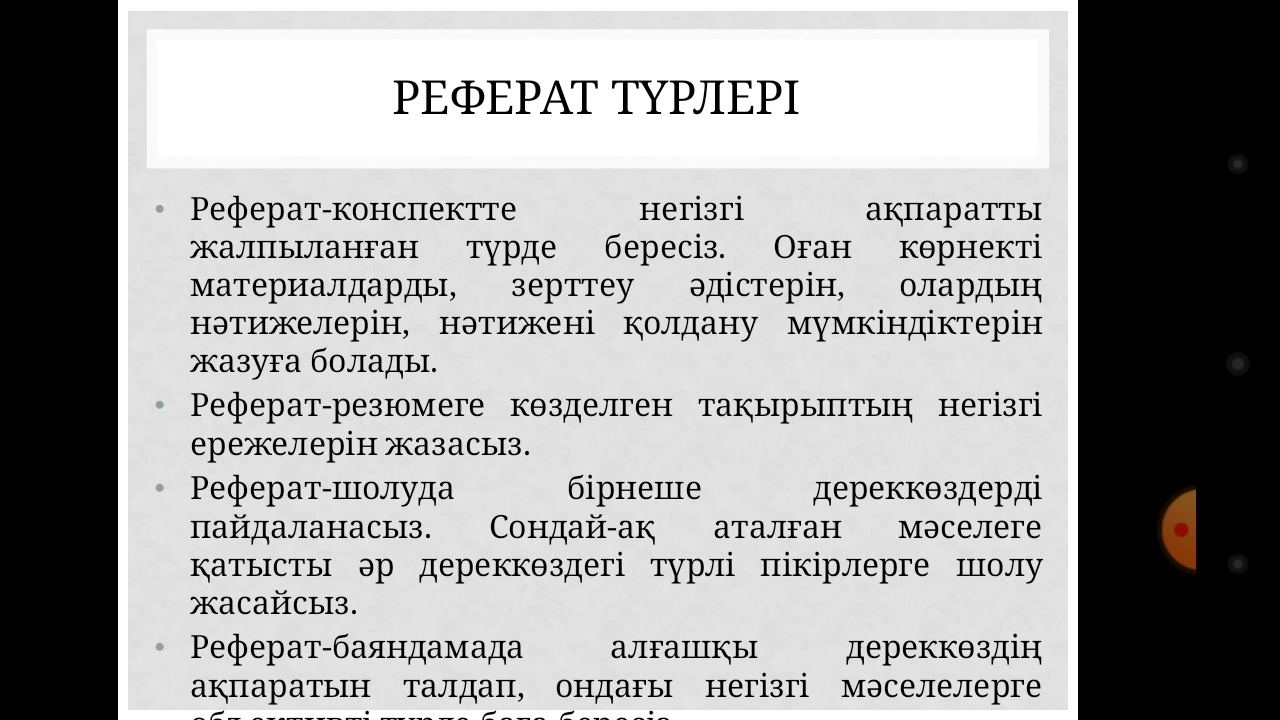 РЕФЕРАТ ТҮРЛЕРІ
• Реферат-конспектте негізгі ақпаратты
жалпыланған түрде бересіз. Оған көрнекті
материалдарды, зерттеу әдістерін, олардың
нәтижелерін, нәтижені қолдану мүмкіндіктерін
жазуға болады.
• Реферат-резюмеге көзделген тақырыптың негізгі
ережелерін жазасыз.
• Реферат-шолуда бірнеше дереккөздерді
пайдаланасыз. Сондай-ақ аталған мәселеге
қатысты әр дереккөздегі түрлі пікірлерге шолу
жасайсыз.
• Реферат-баяндамада алғашқы дереккөздің
ақпаратын талдап, ондағы негізгі мәселелерге